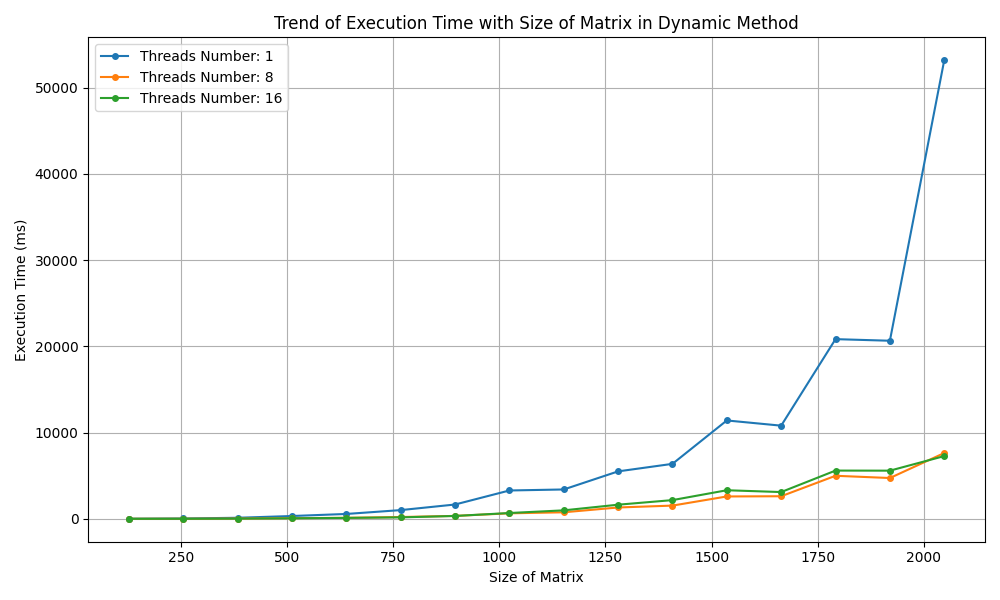 Trend of Execution Time with Size of Matrix in Dynamic Method
Threads Number: 1
Threads Number: 8
Threads Number: 16
Execution Time (ms)
50000
40000
30000
20000
10000
0
250 500 750 1000 1250 1500 1750 2000
Size of Matrix